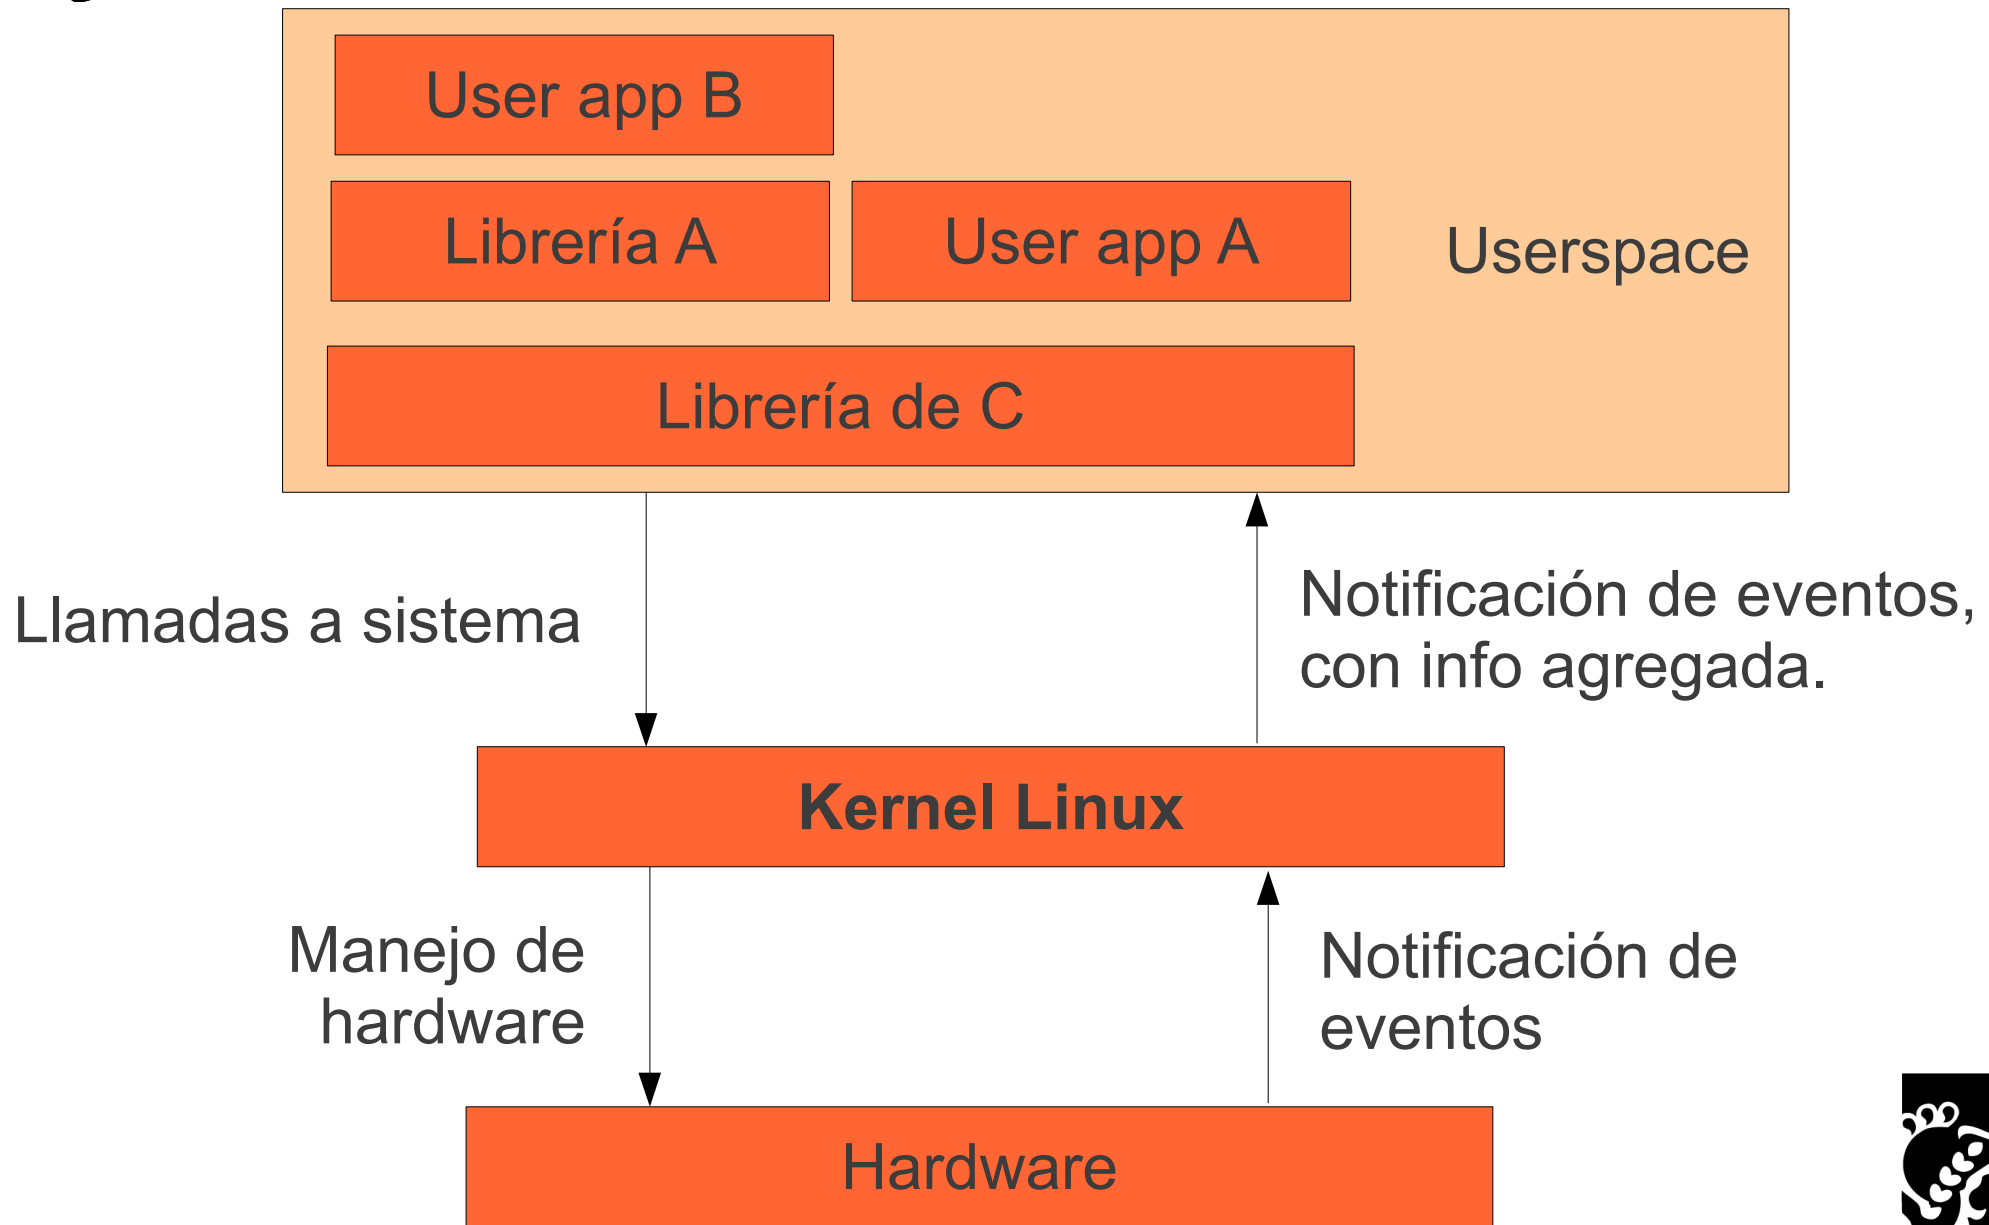 User app B
Librería A
User app A
Userspace
Librería de C
Llamadas a sistema
Notificación de eventos,
con info agregada.
Kernel Linux
Manejo de
hardware
Notificación de
eventos
Hardware